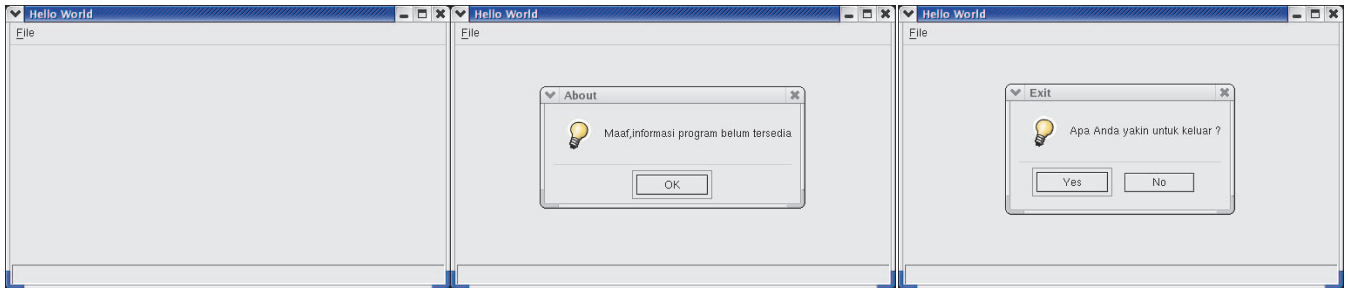 Hello World
File
Hello World
File
About
Maaf,informasi program belum tersedia
OK
Hello World
File
Exit
Apa Anda yakin untuk keluar ?
Yes No